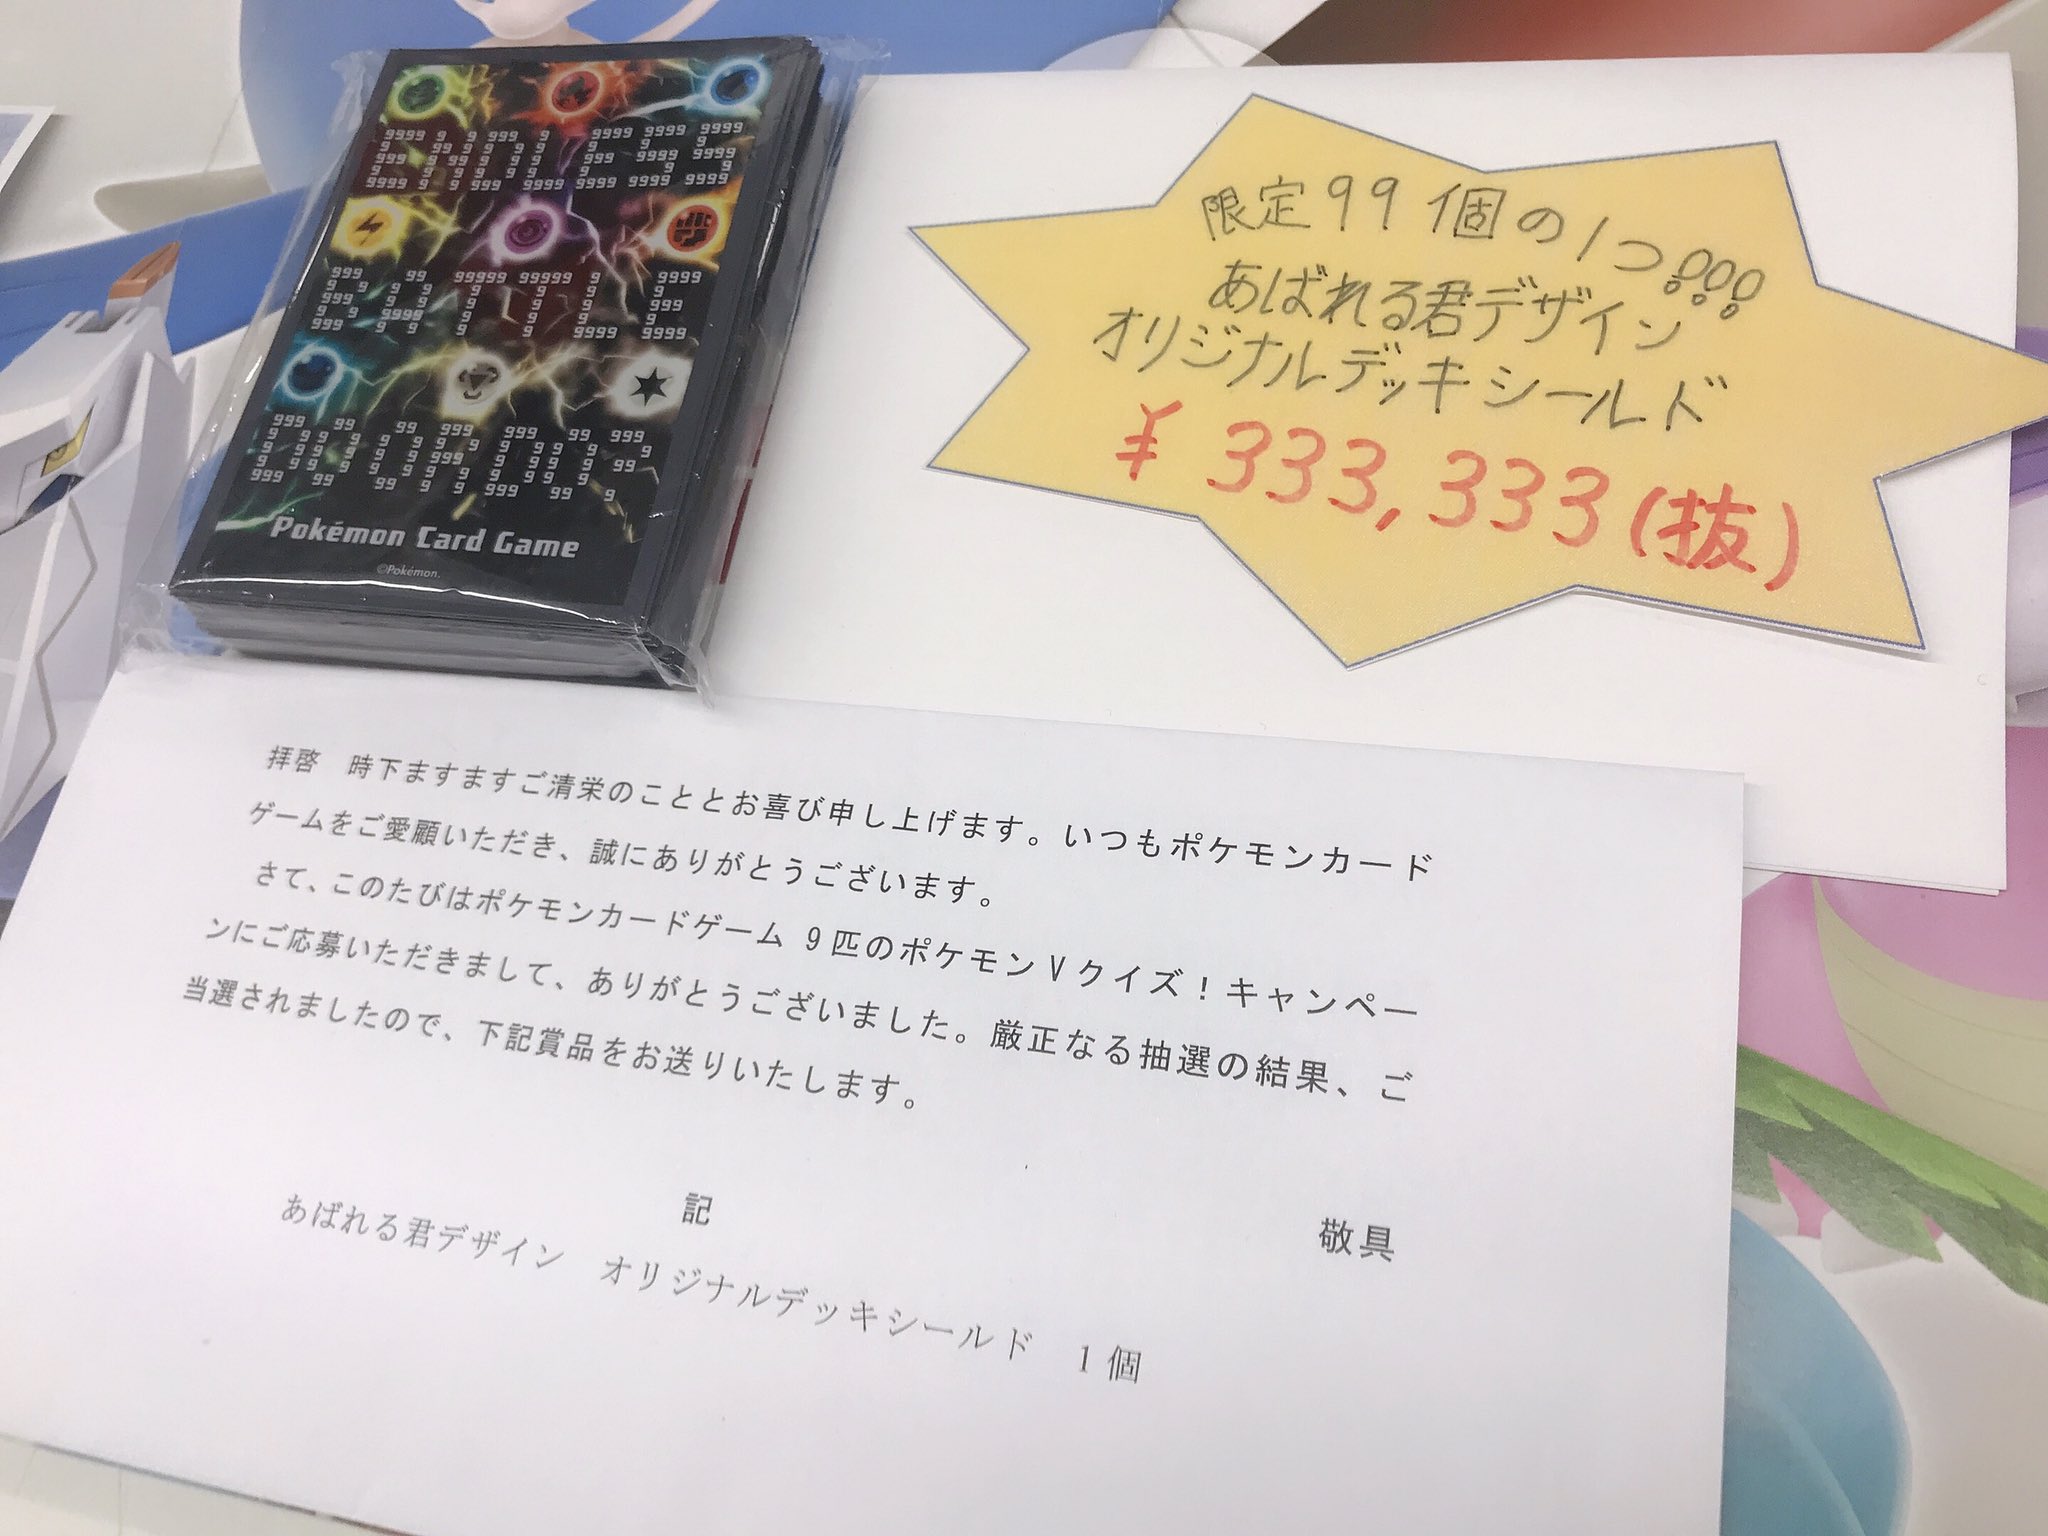 ENDLESS
BATTLE
WORLDS
Pokémon Card Game
©Pokémon.
限定99個の1つ!!!
あばれる君デザイン
オリジナルデッキシールド
¥333,333(抜)
拝啓　時下ますますご清栄のこととお喜び申し上げます。いつもポケモンカード
ゲームをご愛顧いただき、誠にありがとうございます。
さて、このたびはポケモンカードゲーム 9匹のポケモンVクイズ！キャンペー
ンにご応募いただきまして、ありがとうございました。厳正なる抽選の結果、ご
当選されましたので、下記賞品をお送りいたします。
敬具
記
あばれる君デザイン　オリジナルデッキシールド　1個